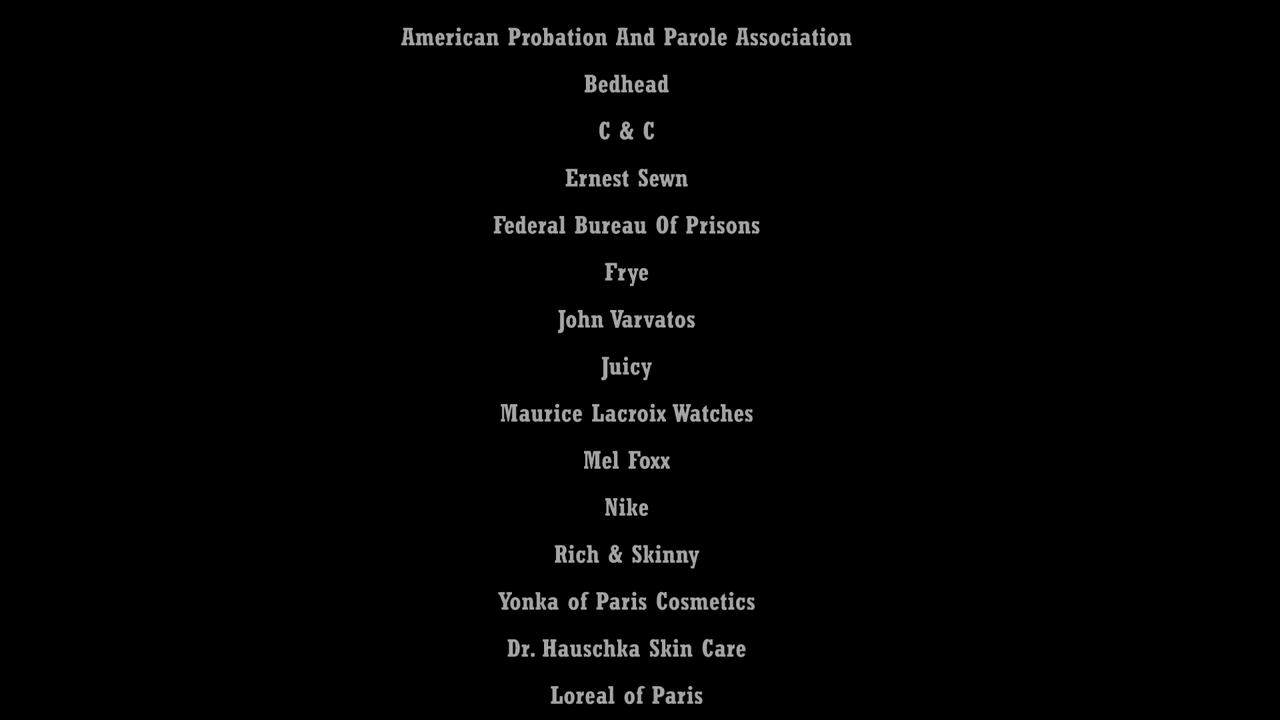 American Probation And Parole Association
Bedhead
C & C
Ernest Sewn
Federal Bureau Of Prisons
Frye
John Varvatos
Juicy
Maurice Lacroix Watches
Mel Foxx
Nike
Rich & Skinny
Yonka of Paris Cosmetics
Dr. Hauschka Skin Care
Loreal of Paris